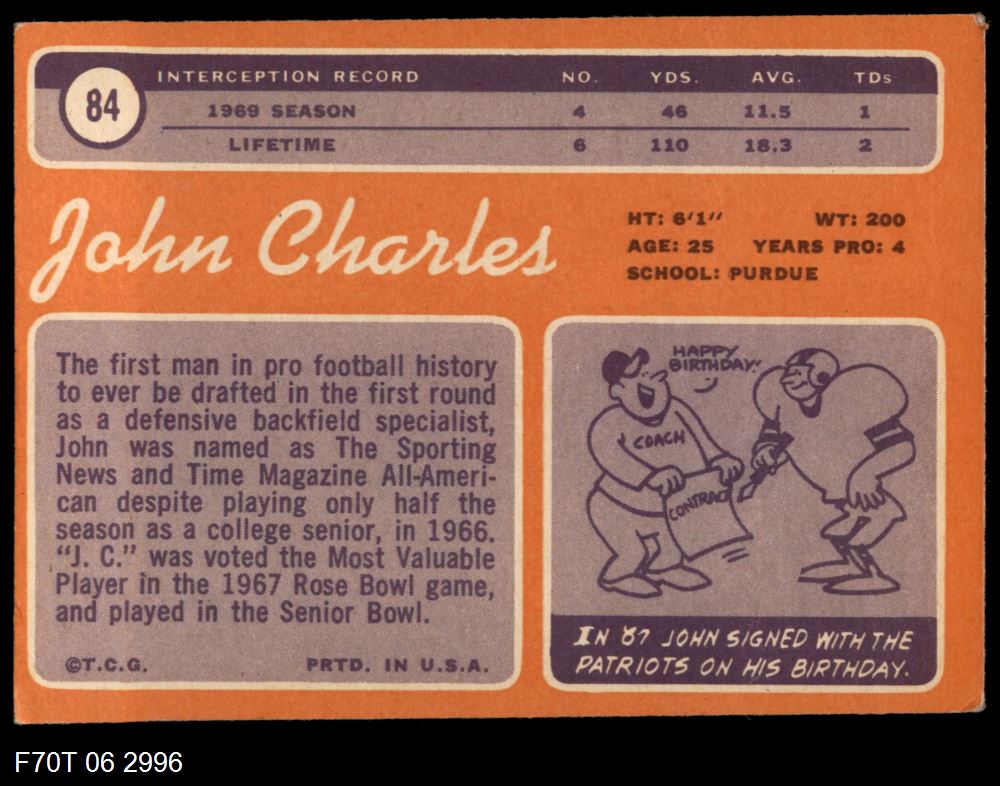 84
INTERCEPTION RECORD NO. YDS. AVG. TDs
1969 SEASON 4 46 11.5 1
LIFETIME 6 110 18.3 2
John Charles
HT: 6'1" WT: 200
AGE: 25 YEARS PRO: 4
SCHOOL: PURDUE
The first man in pro football history
to ever be drafted in the first round
as a defensive backfield specialist,
John was named as The Sporting
News and Time Magazine All-Ameri-
can despite playing only half the
season as a college senior, in 1966.
"J. C." was voted the Most Valuable
Player in the 1967 Rose Bowl game,
and played in the Senior Bowl.
©T.C.G. PRTD. IN U.S.A.
HAPPY
BIRTHDAY!
COACH
CONTRACT
IN '67 JOHN SIGNED WITH THE
PATRIOTS ON HIS BIRTHDAY.
F70T 06 2996